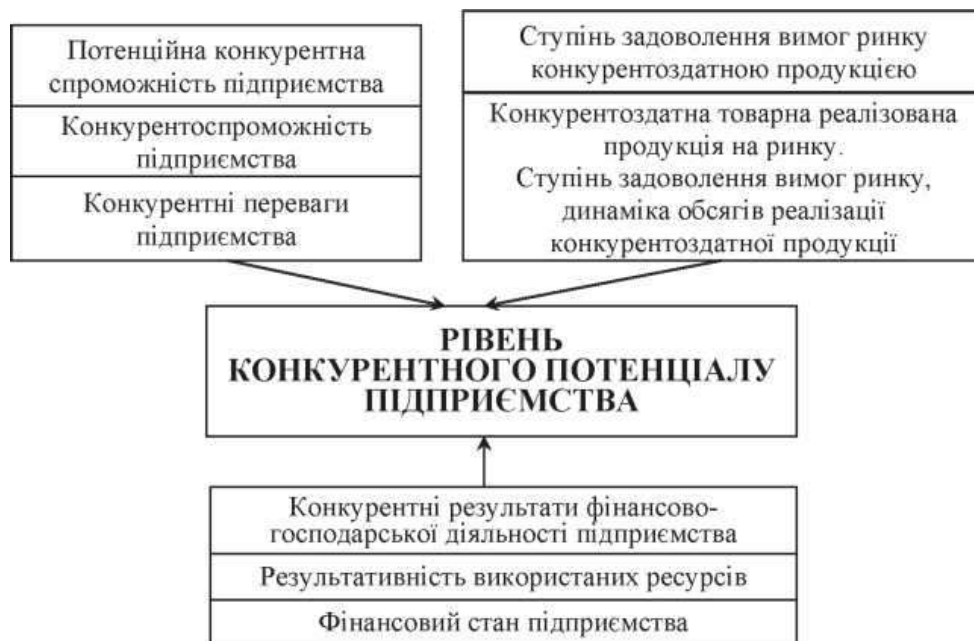 Потенційна конкурентна
спроможність підприємства
Конкурентоспроможність
підприємства
Конкурентні переваги
підприємства
Ступінь задоволення вимог ринку
конкурентоздатною продукцією
Конкурентоздатна товарна реалізована
продукція на ринку.
Ступінь задоволення вимог ринку,
динаміка обсягів реалізації
конкурентоздатної продукції
РІВЕНЬ
КОНКУРЕНТНОГО ПОТЕНЦІАЛУ
ПІДПРИЄМСТВА
Конкурентні результати фінансово-
господарської діяльності підприємства
Результативність використаних ресурсів
Фінансовий стан підприємства